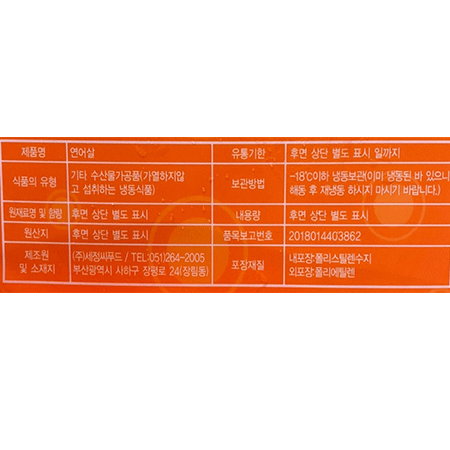 제품명 연어살 유통기한 후면 상단 별도 표시 일까지
식품의 유형 기타 수산물가공품(가열하지않고 섭취하는 냉동식품) 보관방법 -18℃이하 냉동보관(이미 냉동된 바 있으니 해동 후 재냉동 하시지 마시기 바랍니다.)
원재료명 및 함량 후면 상단 별도 표시 내용량 후면 상단 별도 표시
원산지 후면 상단 별도 표시 품목보고번호 2018014403862
제조원 및 소재지 (주)세정씨푸드 / TEL:051)264-2005 부산광역시 사하구 장림로 24(장림동) 포장재질 내포장:폴리스틸렌수지 외포장:폴리에틸렌